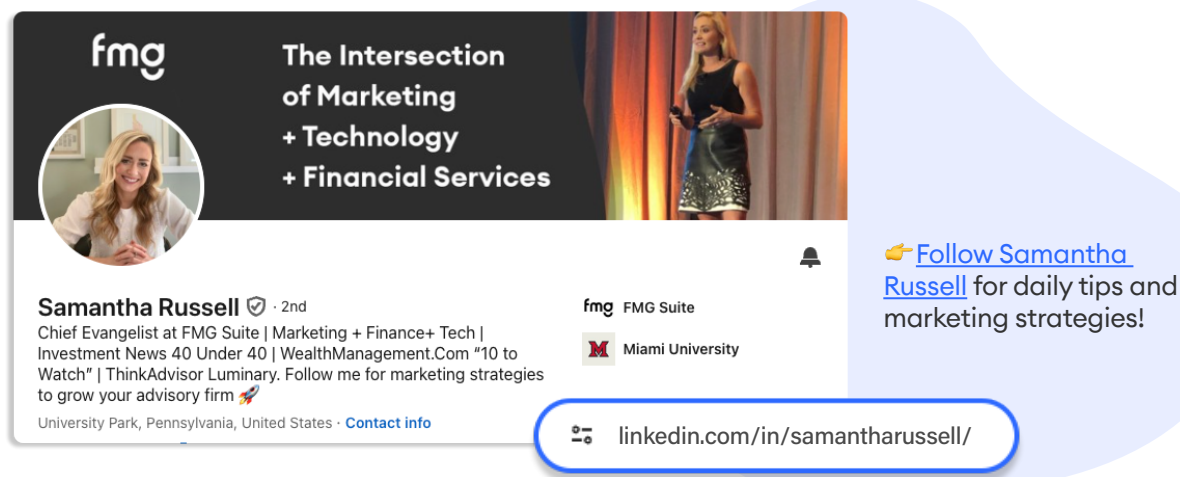 fmg
The Intersection
of Marketing
+ Technology
+ Financial Services
Samantha Russell · 2nd
Chief Evangelist at FMG Suite | Marketing + Finance+ Tech |
Investment News 40 Under 40 | WealthManagement.Com “10 to
Watch” | ThinkAdvisor Luminary. Follow me for marketing strategies
to grow your advisory firm 🚀
University Park, Pennsylvania, United States · Contact info
fmg FMG Suite
M Miami University
👉Follow Samantha
Russell for daily tips and
marketing strategies!
linkedin.com/in/samantharussell/